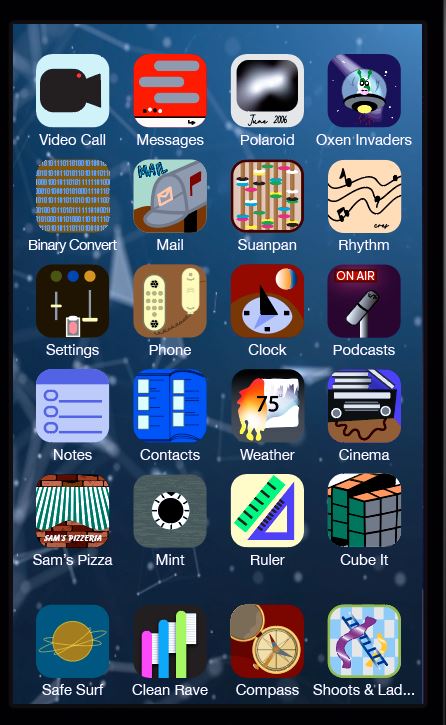 Video Call
Messages
June 2006
Polaroid
Oxen Invaders
Binary Convert
MAIL
Mail
Suanpan
Rhythm
Settings
Phone
Clock
ON AIR
Podcasts
Notes
Contacts
75°
Weather
Cinema
SAM'S PIZZERIA
Sam's Pizza
Mint
Ruler
Cube It
Safe Surf
Clean Rave
Compass
Shoots & Lad...